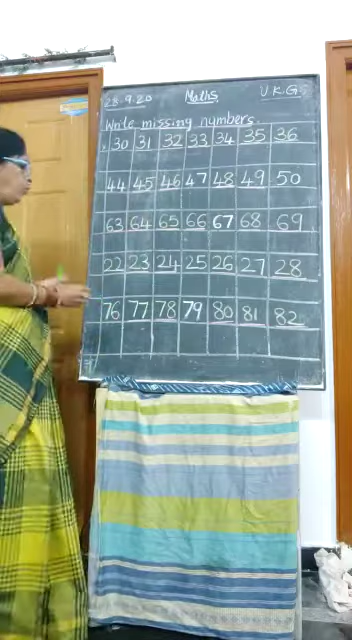 28.9.20 Maths U.K.G
Write missing numbers.
30 31 32 33 34 35 36
44 45 46 47 48 49 50
63 64 65 66 67 68 69
22 23 24 25 26 27 28
76 77 78 79 80 81 82